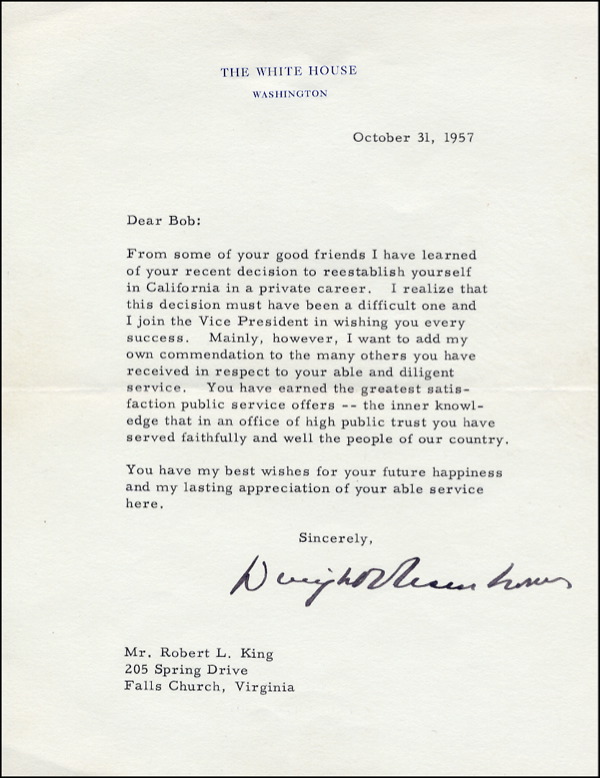 THE WHITE HOUSE
WASHINGTON
October 31, 1957
Dear Bob:
From some of your good friends I have learned
of your recent decision to reestablish yourself
in California in a private career. I realize that
this decision must have been a difficult one and
I join the Vice President in wishing you every
success. Mainly, however, I want to add my
own commendation to the many others you have
received in respect to your able and diligent
service. You have earned the greatest satis-
faction public service offers -- the inner knowl-
edge that in an office of high public trust you have
served faithfully and well the people of our country.
You have my best wishes for your future happiness
and my lasting appreciation of your able service
here.
Sincerely,
Dwight D Eisenhower
Mr. Robert L. King
205 Spring Drive
Falls Church, Virginia